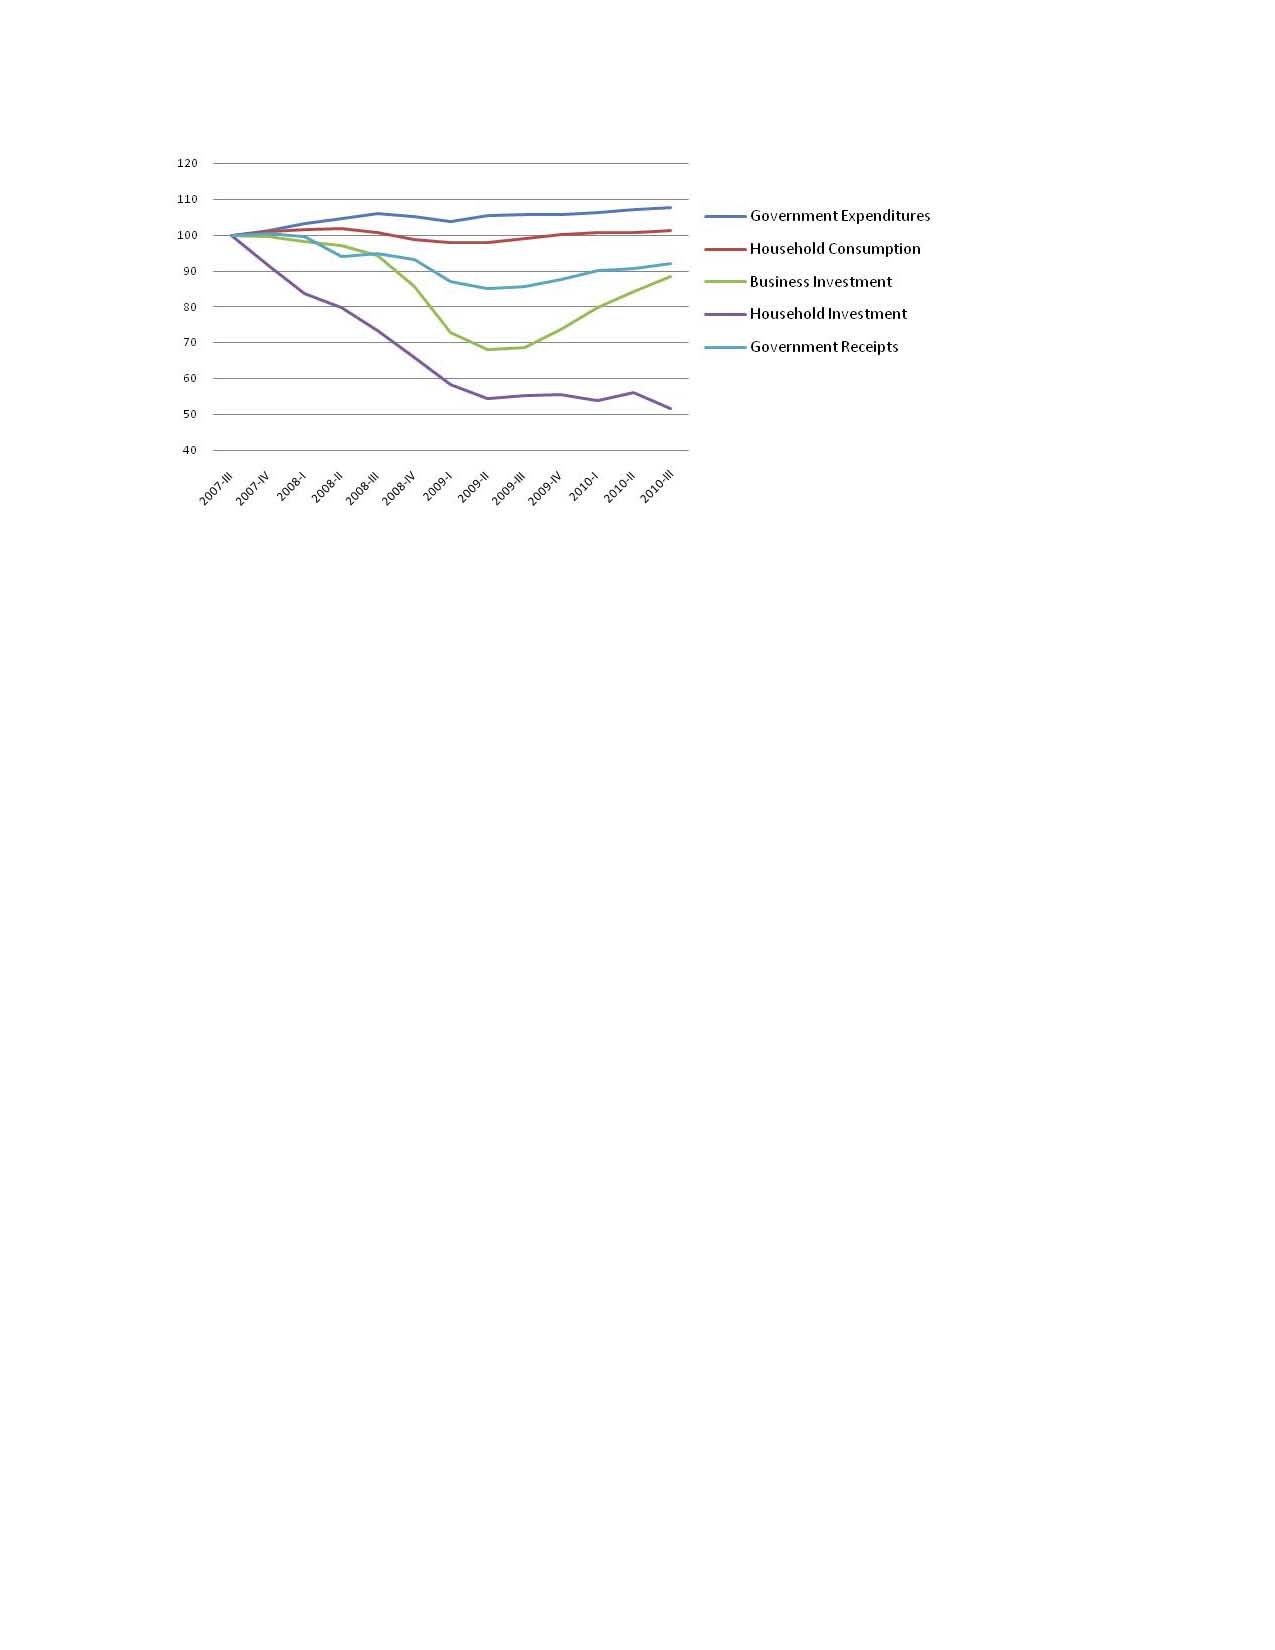 120
110
100
90
80
70
60
50
40
2007-III
2007-IV
2008-I
2008-II
2008-III
2008-IV
2009-I
2009-II
2009-III
2009-IV
2010-I
2010-II
2010-III
Government Expenditures
Household Consumption
Business Investment
Household Investment
Government Receipts